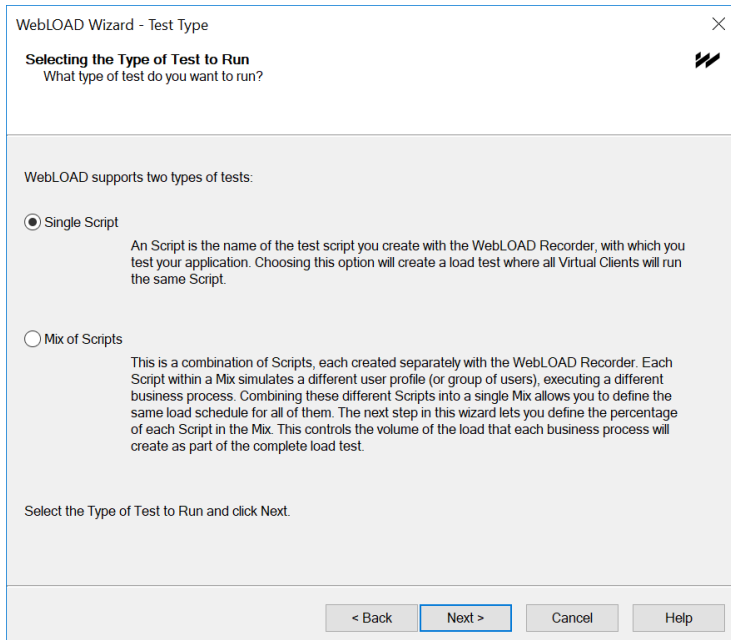 WebLOAD Wizard - Test Type
Selecting the Type of Test to Run
What type of test do you want to run?
WebLOAD supports two types of tests:
Single Script
An Script is the name of the test script you create with the WebLOAD Recorder, with which you
test your application. Choosing this option will create a load test where all Virtual Clients will run
the same Script.
Mix of Scripts
This is a combination of Scripts, each created separately with the WebLOAD Recorder. Each
Script within a Mix simulates a different user profile (or group of users), executing a different
business process. Combining these different Scripts into a single Mix allows you to define the
same load schedule for all of them. The next step in this wizard lets you define the percentage
of each Script in the Mix. This controls the volume of the load that each business process will
create as part of the complete load test.
Select the Type of Test to Run and click Next.
< Back Next > Cancel Help